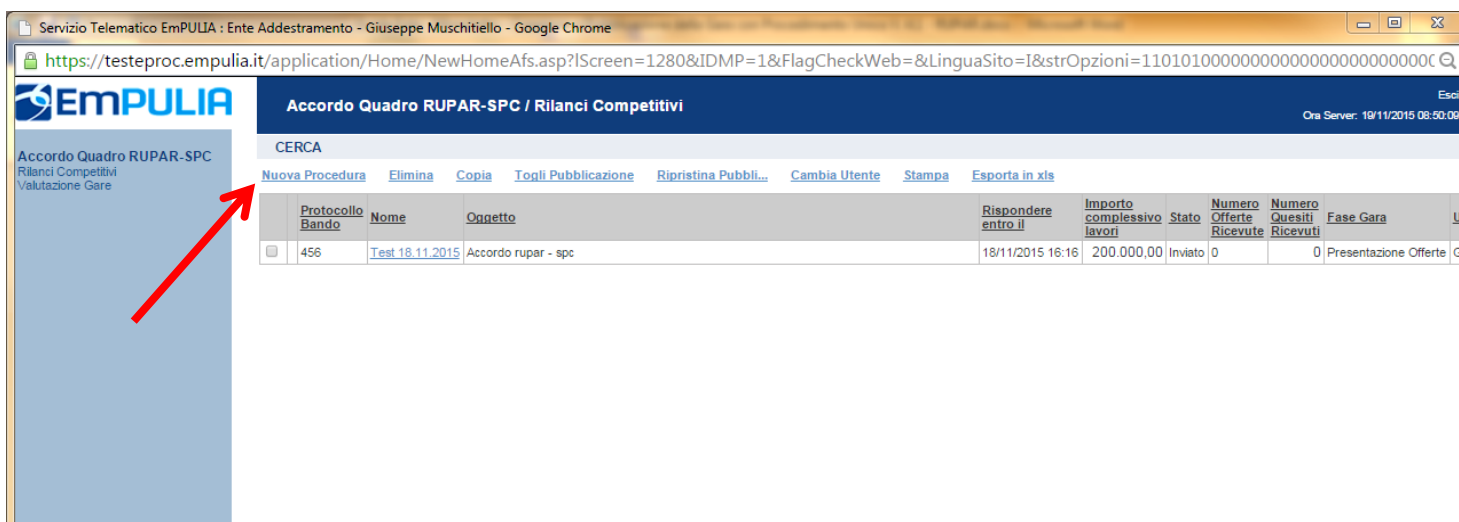 Servizio Telematico EmPULIA : Ente Addestramento - Giuseppe Muschitiello - Google Chrome
https://testeproc.empulia.it/application/Home/NewHomeAfs.asp?lScreen=1280&IDMP=1&FlagCheckWeb=&LinguaSito=I&strOpzioni=
EmPULIA
Accordo Quadro RUPAR-SPC / Rilanci Competitivi
Esci
Ora Server: 19/11/2015 08:50:09
Accordo Quadro RUPAR-SPC
Rilanci Competitivi
Valutazione Gare
CERCA
Nuova Procedura Elimina Copia Togli Pubblicazione Ripristina Pubbli... Cambia Utente Stampa Esporta in xls
Protocollo Bando Nome Oggetto Rispondere entro il Importo complessivo lavori Stato Numero Offerte Ricevute Numero Quesiti Ricevuti Fase Gara
456 Test 18.11.2015 Accordo rupar - spc 18/11/2015 16:16 200.000,00 Inviato 0 0 Presentazione Offerte